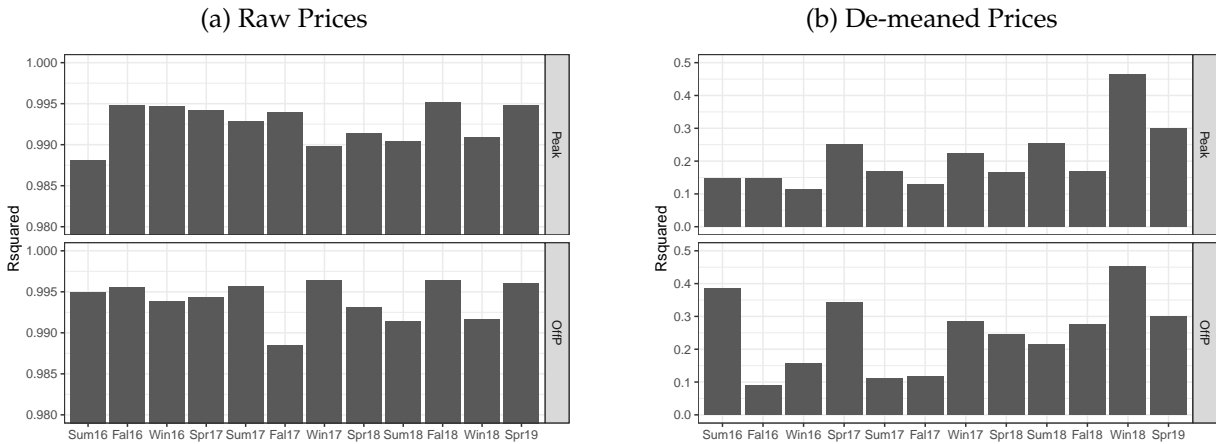 (a) Raw Prices
1.000
0.995
0.990
0.985
0.980
Peak
1.000
0.995
0.990
0.985
0.980
OffP
Rsquared
Sum16 Fal16 Win16 Spr17 Sum17 Fal17 Win17 Spr18 Sum18 Fal18 Win18 Spr19
(b) De-meaned Prices
0.5
0.4
0.3
0.2
0.1
0.0
Peak
0.5
0.4
0.3
0.2
0.1
0.0
OffP
Rsquared
Sum16 Fal16 Win16 Spr17 Sum17 Fal17 Win17 Spr18 Sum18 Fal18 Win18 Spr19